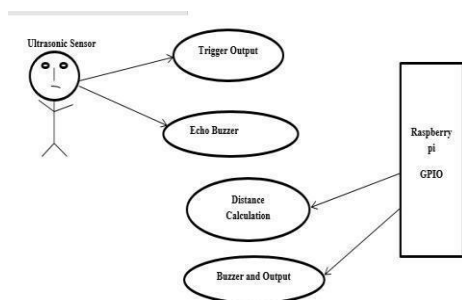 Ultrasonic Sensor
Trigger Output
Echo Buzzer
Distance
Calculation
Buzzer and Output
Raspberry
pi
GPIO